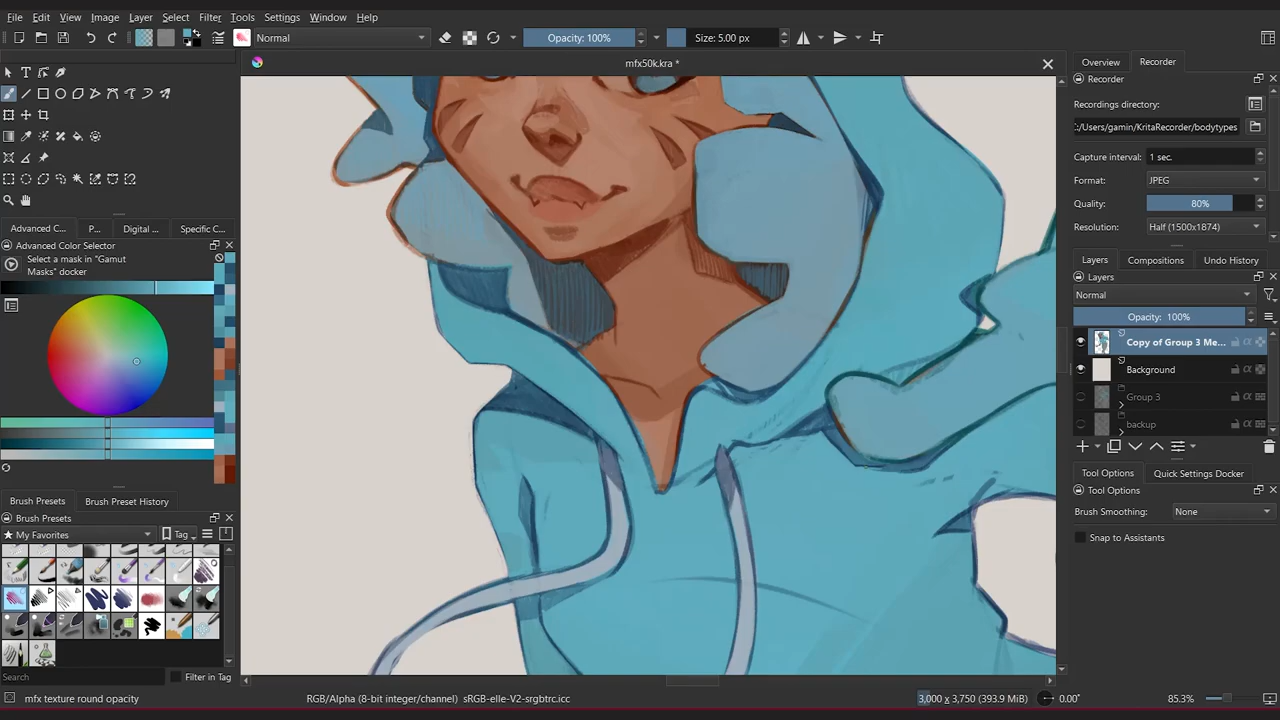 File Edit View Image Layer Select Filter Tools Settings Window Help
Normal Opacity: 100% Size: 5.00 px
mfx50k.kra *
Overview Recorder
Recorder
Recordings directory:
:/Users/gamin/KritaRecorder/bodytypes
Capture interval: 1 sec.
Format: JPEG
Quality: 80%
Resolution: Half (1500x1874)
Layers Compositions Undo History
Layers
Normal
Opacity: 100%
Copy of Group 3 Me...
Background
Group 3
backup
Tool Options Quick Settings Docker
Tool Options
Brush Smoothing: None
Snap to Assistants
Advanced C... P... Digital ... Specific C...
Advanced Color Selector
Select a mask in "Gamut
Masks" docker
Brush Presets Brush Preset History
Brush Presets
My Favorites Tag
Search Filter in Tag
mfx texture round opacity RGB/Alpha (8-bit integer/channel) sRGB-elle-V2-srgbtrc.icc 3,000 x 3,750 (393.9 MiB) 0.00° 85.3%